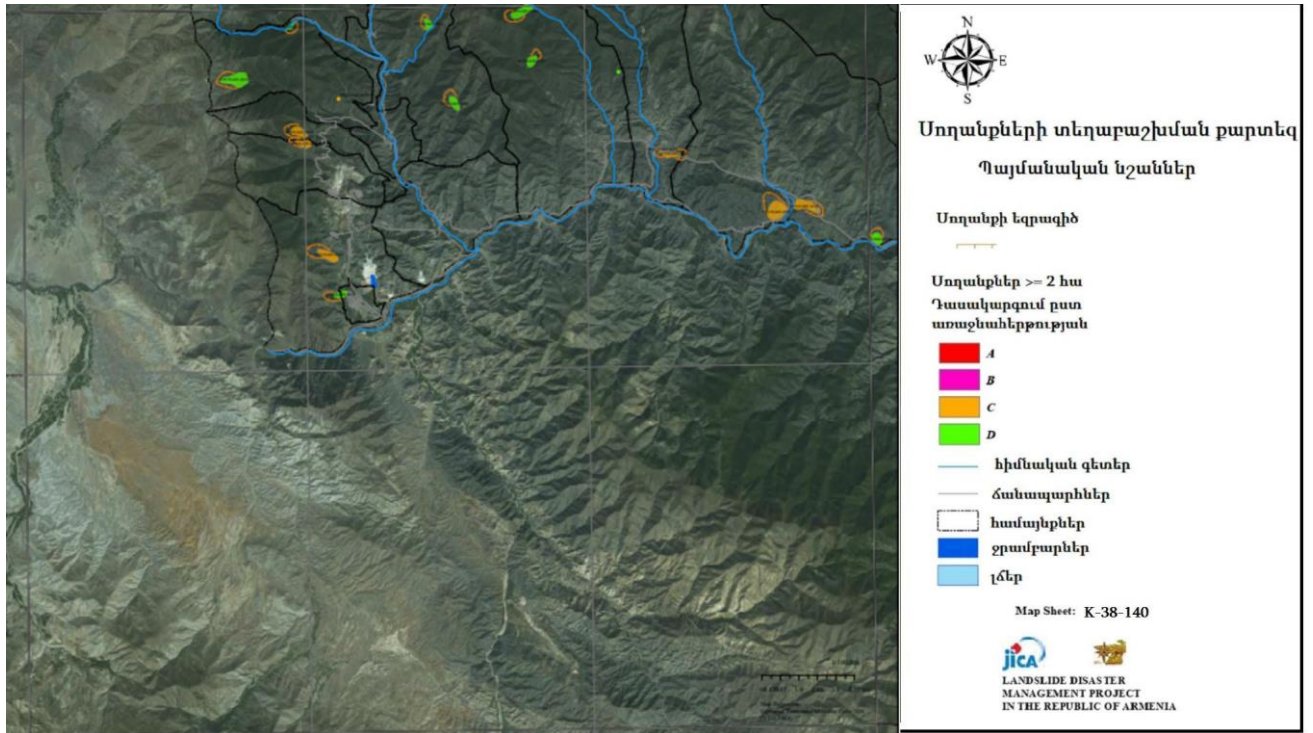 N
W E
S
Սողանքների տեղաբաշխման քարտեզ
Պայմանական նշաններ
Սողանքի եզրագիծ
Սողանքներ >= 2 հա
Դասակարգում ըստ
առաջնահերթության
A
B
C
D
հիմնական գետեր
ճանապարհներ
համայնքներ
ջրամբարներ
լճեր
Map Sheet: K-38-140
jICA
LANDSLIDE DISASTER
MANAGEMENT PROJECT
IN THE REPUBLIC OF ARMENIA